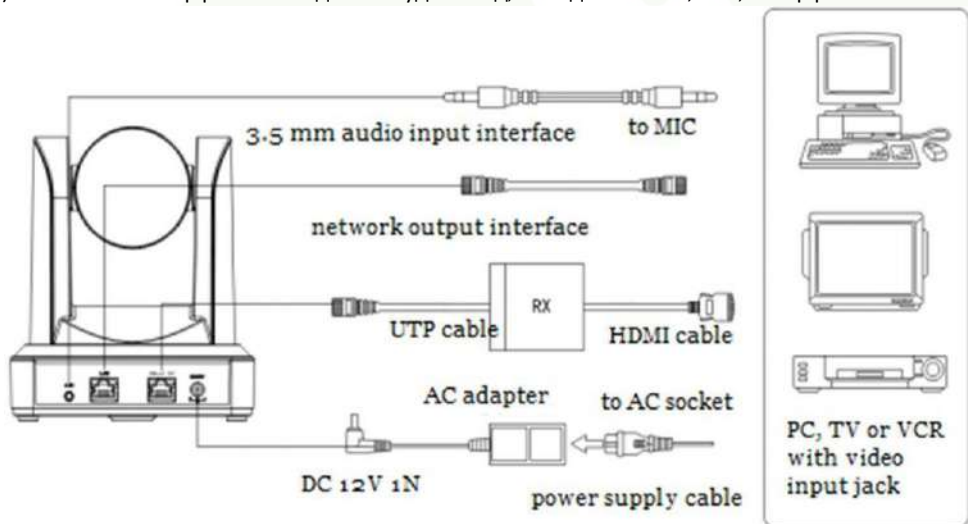 3.5 mm audio input interface
to MIC
network output interface
RX
UTP cable
HDMI cable
AC adapter
to AC socket
DC 12V 1N
power supply cable
PC, TV or VCR
with video
input jack